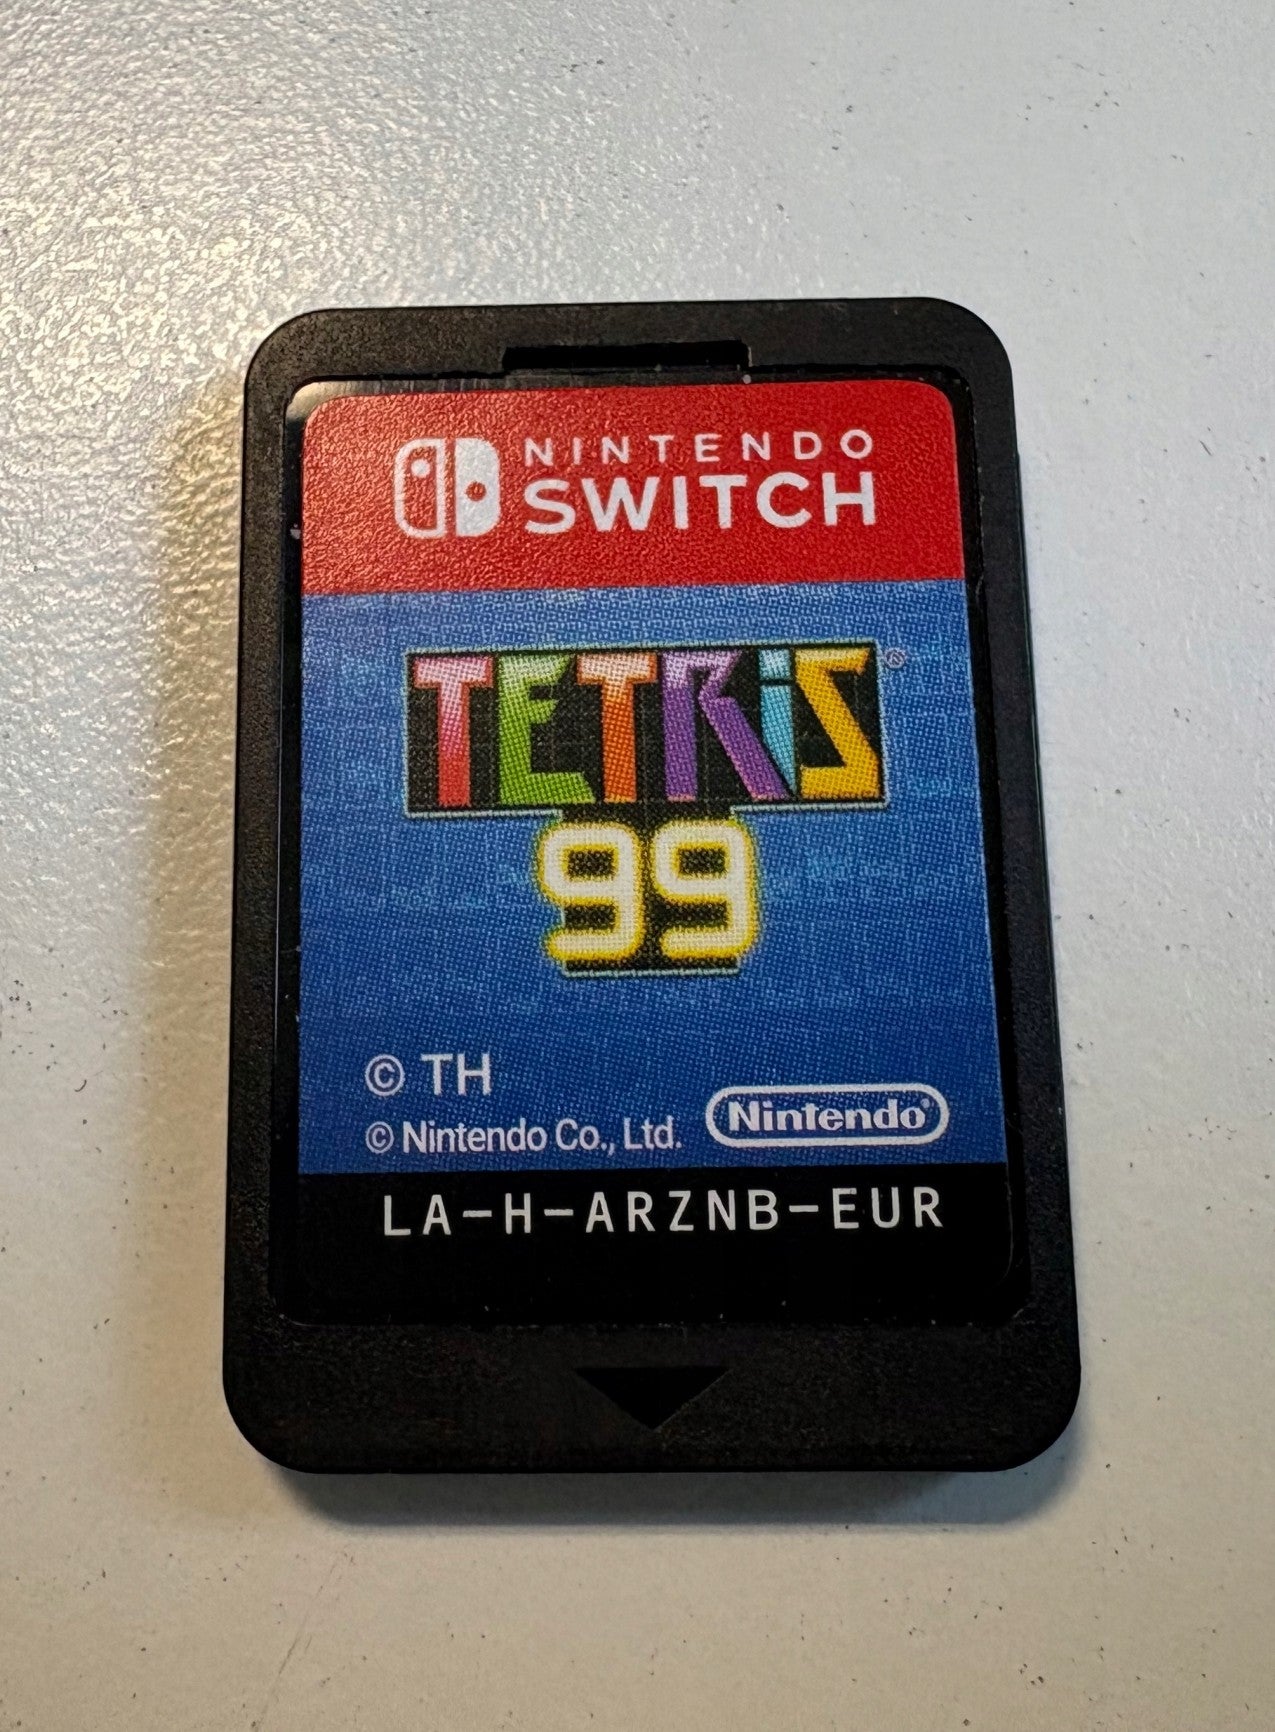 NINTENDO
SWITCH
TETRiS®
99
© TH
© Nintendo Co., Ltd.
Nintendo®
LA-H-ARZNB-EUR